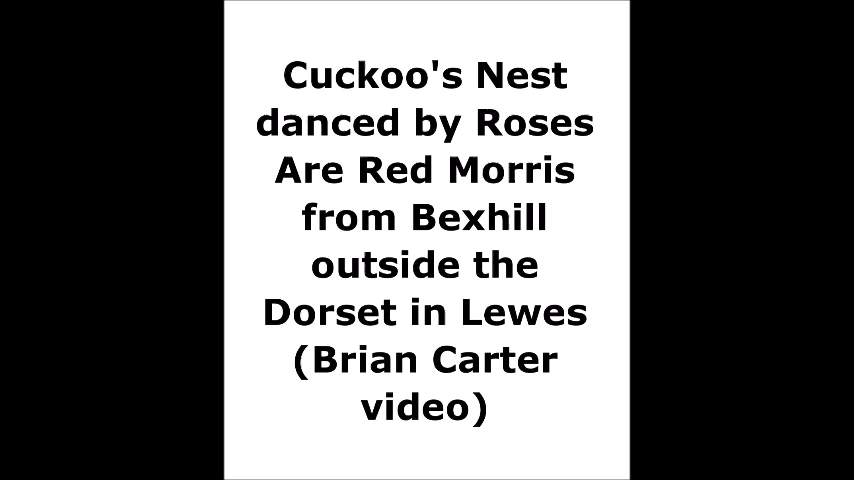 Cuckoo's Nest
danced by Roses
Are Red Morris
from Bexhill
outside the
Dorset in Lewes
(Brian Carter
video)